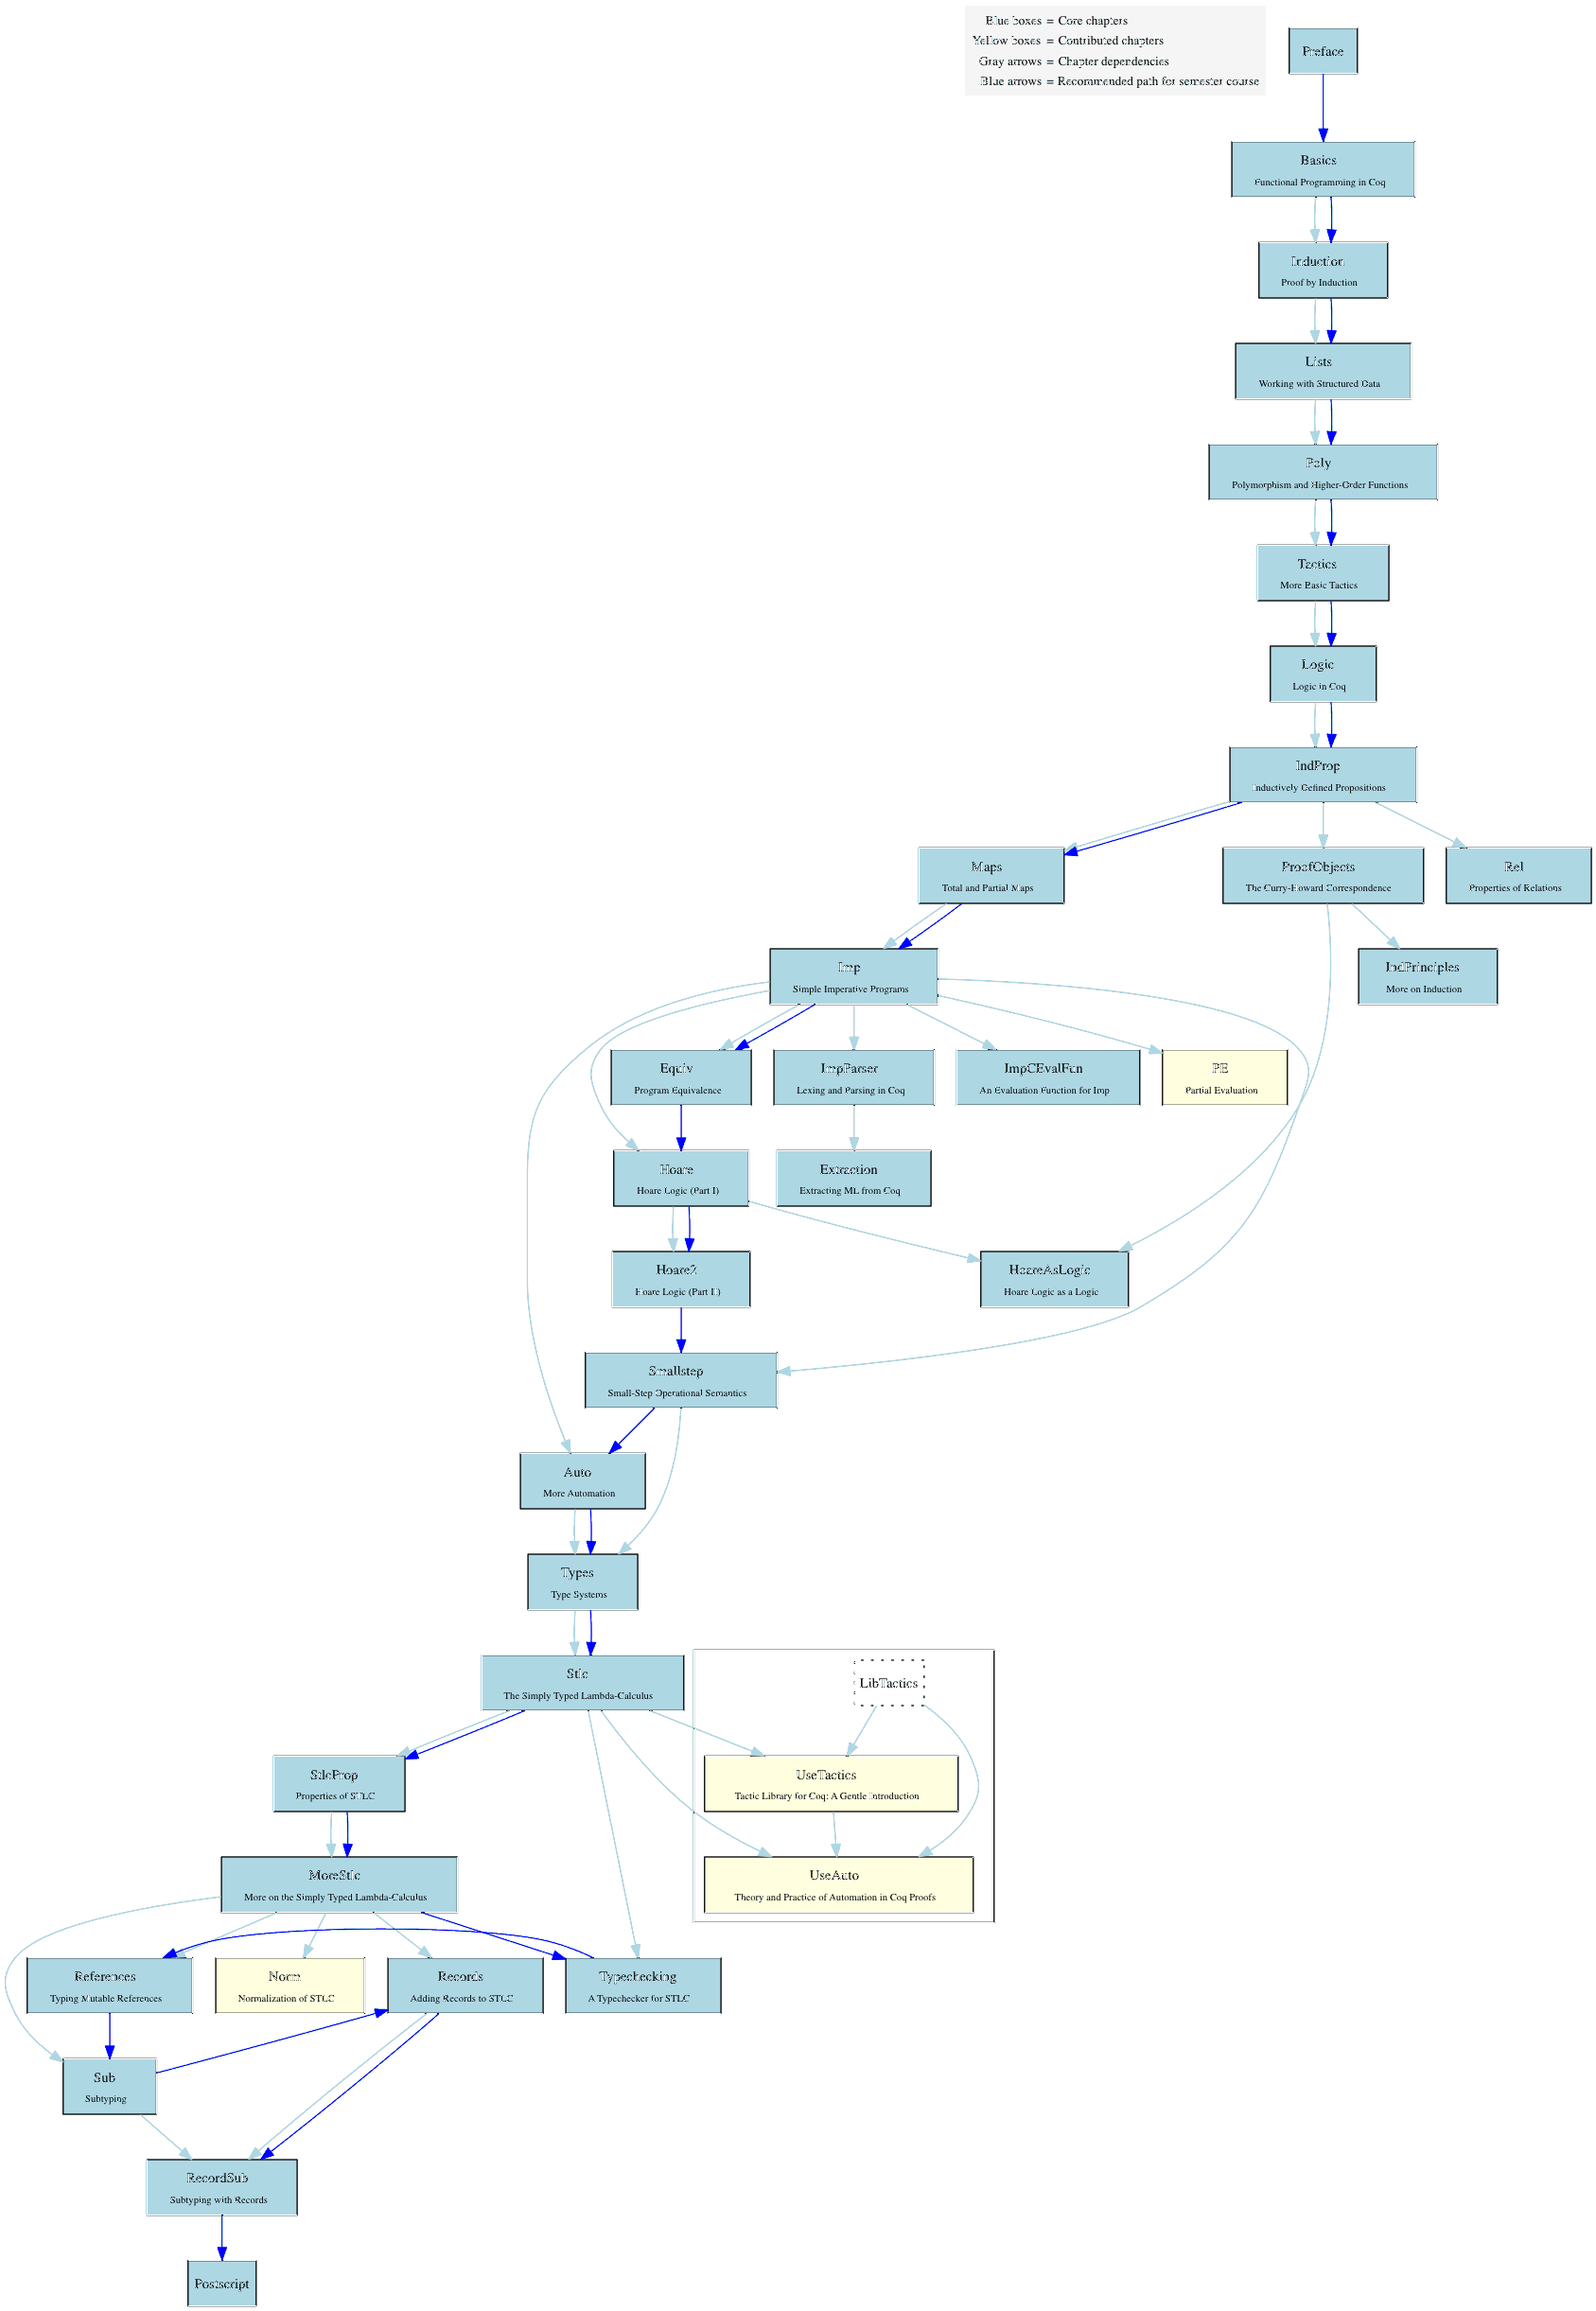 Blue boxes = Core chapters
Yellow boxes = Contributed chapters
Gray arrows = Chapter dependencies
Blue arrows = Recommended path for semester course
Preface
Basics
Functional Programming in Coq
Induction
Proof by Induction
Lists
Working with Structured Data
Poly
Polymorphism and Higher-Order Functions
Tactics
More Basic Tactics
Logic
Logic in Coq
IndProp
Inductively Defined Propositions
Maps
Total and Partial Maps
ProofObjects
The Curry-Howard Correspondence
Rel
Properties of Relations
Imp
Simple Imperative Programs
IndPrinciples
More on Induction
Equiv
Program Equivalence
ImpParser
Lexing and Parsing in Coq
ImpCEvalFun
An Evaluation Function for Imp
PE
Partial Evaluation
Hoare
Hoare Logic (Part I)
Extraction
Extracting ML from Coq
Hoare2
Hoare Logic (Part II)
HoareAsLogic
Hoare Logic as a Logic
Smallstep
Small-Step Operational Semantics
Auto
More Automation
Types
Type Systems
Stlc
The Simply Typed Lambda-Calculus
LibTactics
StlcProp
Properties of STLC
UseTactics
Tactic Library for Coq: A Gentle Introduction
MoreStlc
More on the Simply Typed Lambda-Calculus
UseAuto
Theory and Practice of Automation in Coq Proofs
References
Typing Mutable References
Norm
Normalization of STLC
Records
Adding Records to STLC
Typechecking
A Typechecker for STLC
Sub
Subtyping
RecordSub
Subtyping with Records
Postscript